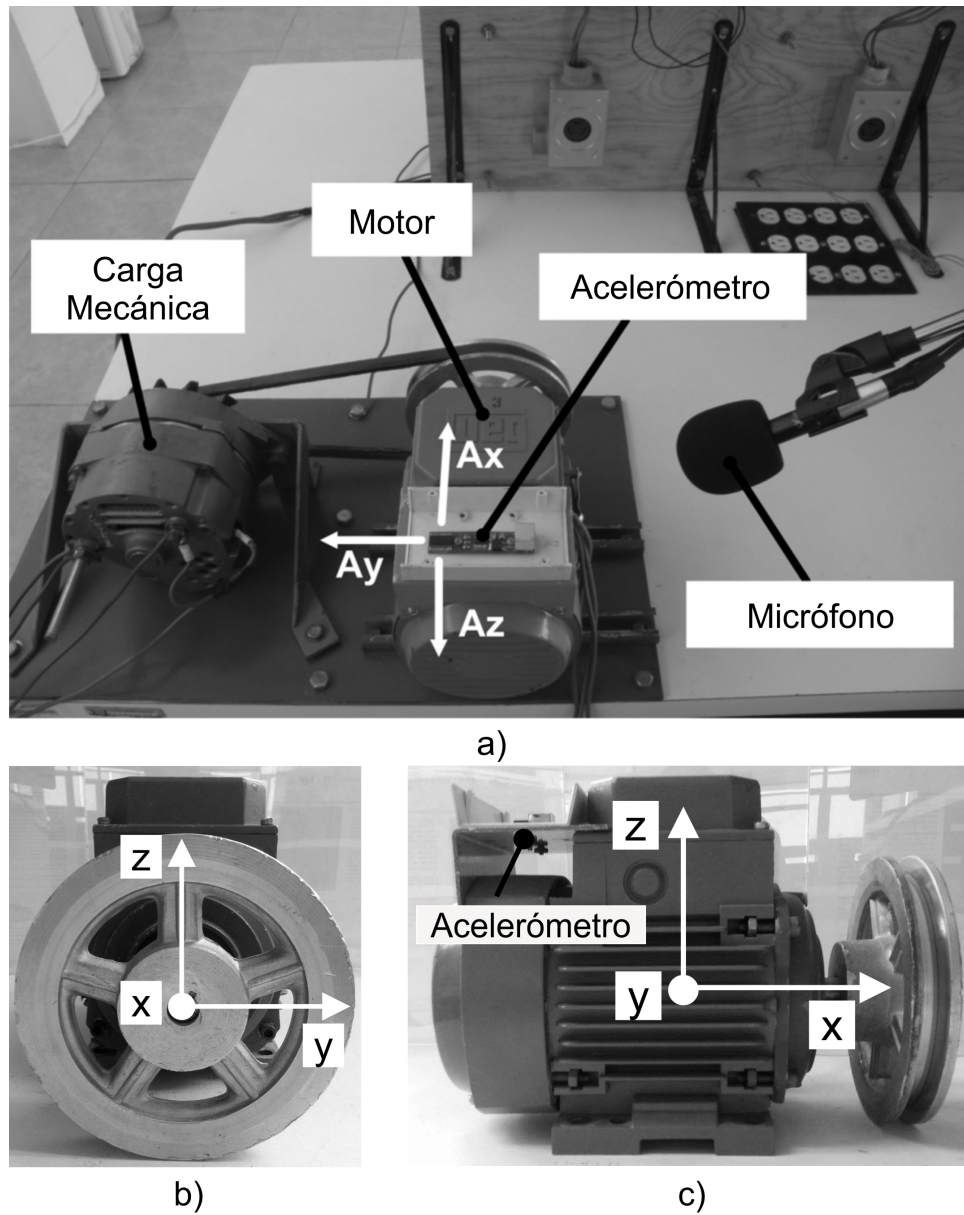 Motor
Carga
Mecánica
Acelerómetro
Ax
Ay
Az
Micrófono
a)
z
x
y
b)
z
Acelerómetro
y
x
c)